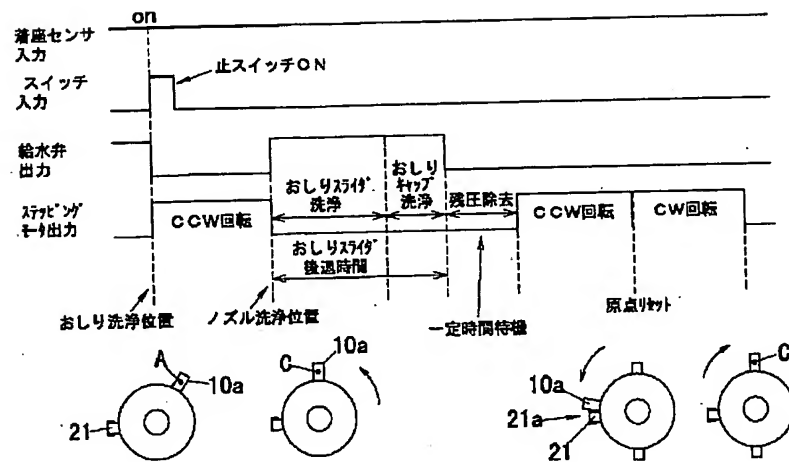 on
着座センサ
入力
スイッチ
入力
止スイッチON
給水弁
出力
おしりスライダ
洗浄
おしり
キャップ
洗浄
残圧除去
ステッピング
モータ出力
CCW回転
CCW回転
CW回転
おしりスライダ
後退時間
おしり洗浄位置
ノズル洗浄位置
一定時間待機
原点リセット
A
10a
21
C
10a
10a
21a
21
C